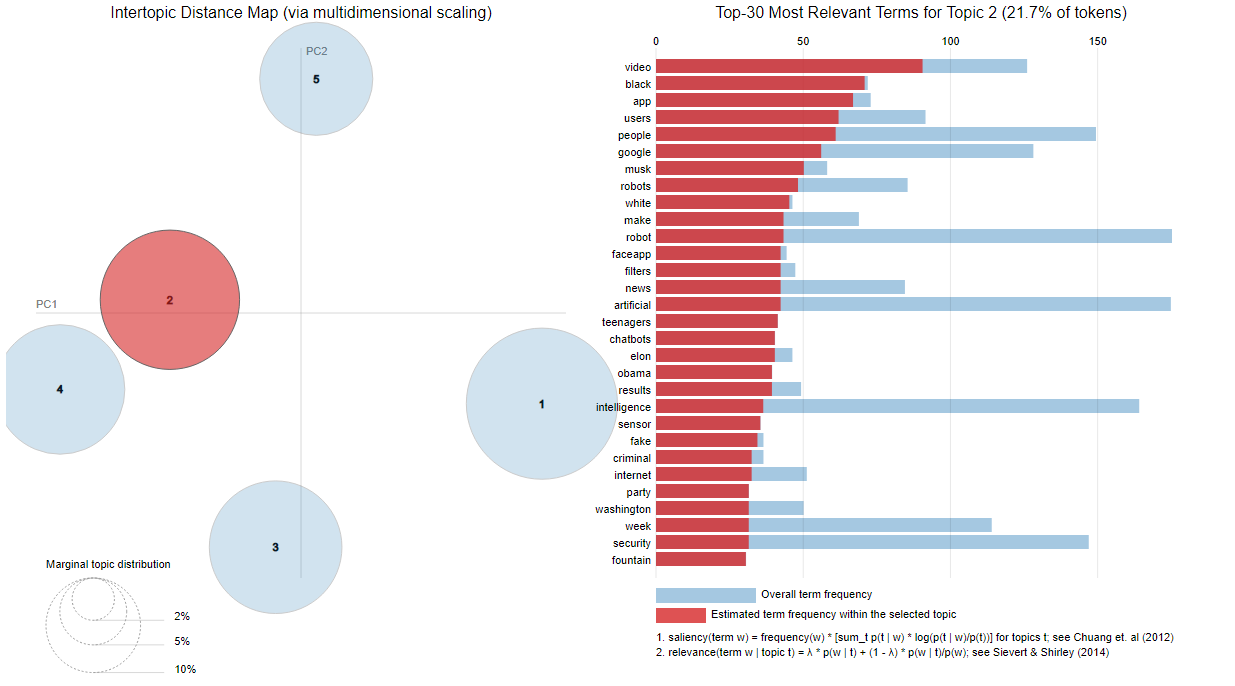 Intertopic Distance Map (via multidimensional scaling)
PC2
5
PC1
2
4
1
3
Marginal topic distribution
2%
5%
10%
Top-30 Most Relevant Terms for Topic 2 (21.7% of tokens)
0 50 100 150
video
black
app
users
people
google
musk
robots
white
make
robot
faceapp
filters
news
artificial
teenagers
chatbots
elon
obama
results
intelligence
sensor
fake
criminal
internet
party
washington
week
security
fountain
Overall term frequency
Estimated term frequency within the selected topic
1. saliency(term w) = frequency(w) * [sum_t p(t | w) * log(p(t | w)/p(t))] for topics t; see Chuang et. al (2012)
2. relevance(term w | topic t) = λ * p(w | t) + (1 - λ) * p(w | t)/p(w); see Sievert & Shirley (2014)